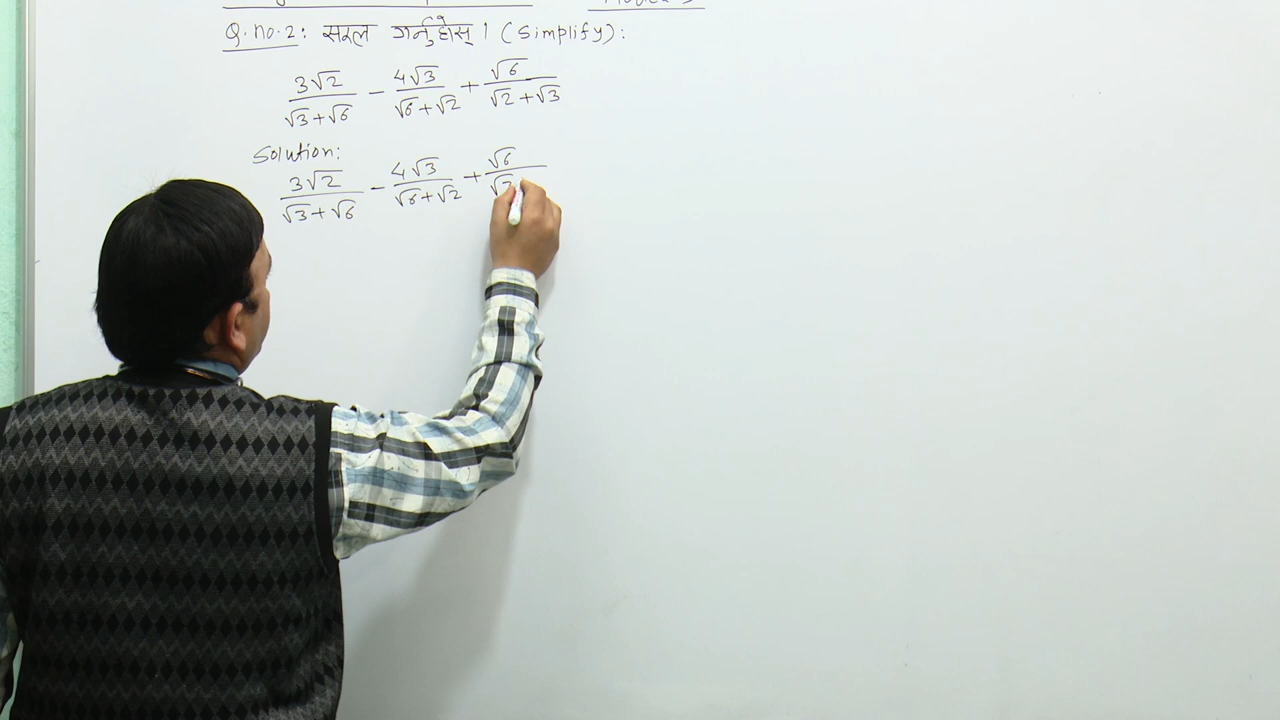 Q. no. 2: सरल गर्नुहोस् । (Simplify):
3√2/(√3+√6) − 4√3/(√6+√2) + √6/(√2+√3)
Solution:
3√2/(√3+√6) − 4√3/(√6+√2) + √6/√2